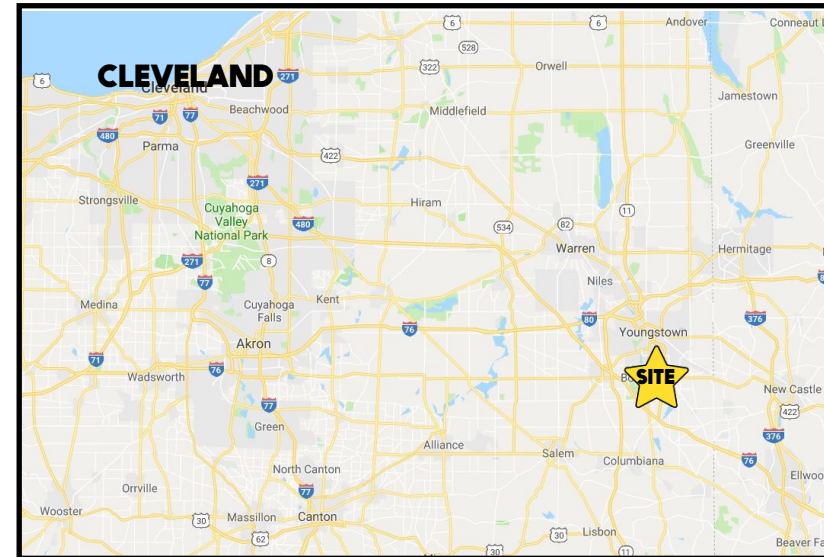 6
6
Andover
Conneaut L
528
CLEVELAND
Cleveland
271
322
Orwell
6
Jamestown
Beachwood
Middlefield
71
77
480
Parma
Greenville
422
271
Strongsville
Hiram
Cuyahoga
Valley
National Park
11
480
534
82
Warren
Hermitage
271
8
77
Niles
Medina
Cuyahoga
Falls
Kent
76
80
376
Youngstown
Akron
71
76
Wadsworth
SITE
New Castle
77
422
Green
376
Alliance
Salem
Columbiana
76
North Canton
Ellwoo
Orrville
77
Wooster
30
Massillon
Canton
62
30
Lisbon
30
11
Beaver Fa